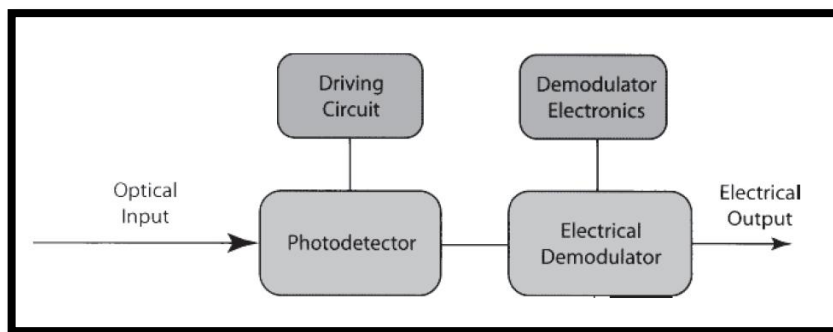 Driving
Circuit
Demodulator
Electronics
Optical
Input
Photodetector
Electrical
Demodulator
Electrical
Output